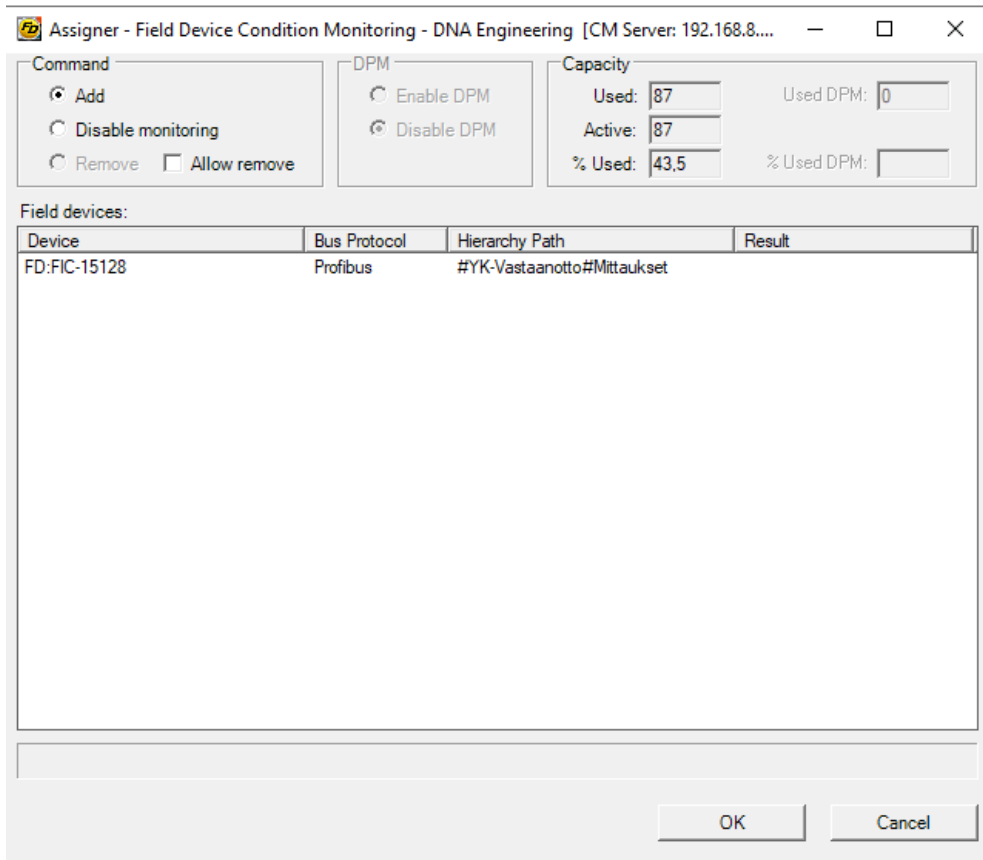 Assigner - Field Device Condition Monitoring - DNA Engineering [CM Server: 192.168.8....
Command
Add
Disable monitoring
Remove Allow remove
DPM
Enable DPM
Disable DPM
Capacity
Used: 87 Used DPM: 0
Active: 87
% Used: 43,5 % Used DPM:
Field devices:
Device Bus Protocol Hierarchy Path Result
FD:FIC-15128 Profibus #YK-Vastaanotto#Mittaukset
OK Cancel